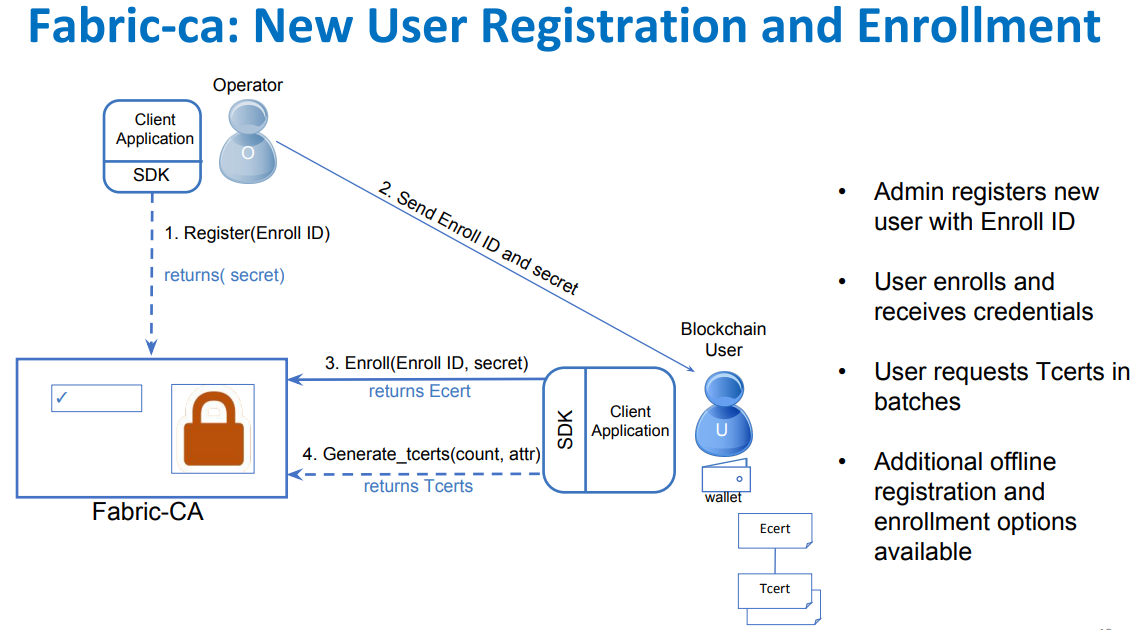 Fabric-ca: New User Registration and Enrollment
Operator
Client
Application
SDK
O
2. Send Enroll ID and secret
1. Register(Enroll ID)
returns( secret)
Blockchain
User
3. Enroll(Enroll ID, secret)
returns Ecert
SDK
Client
Application
U
✓
4. Generate_tcerts(count, attr)
returns Tcerts
wallet
Fabric-CA
Ecert
Tcert
• Admin registers new
user with Enroll ID
• User enrolls and
receives credentials
• User requests Tcerts in
batches
• Additional offline
registration and
enrollment options
available